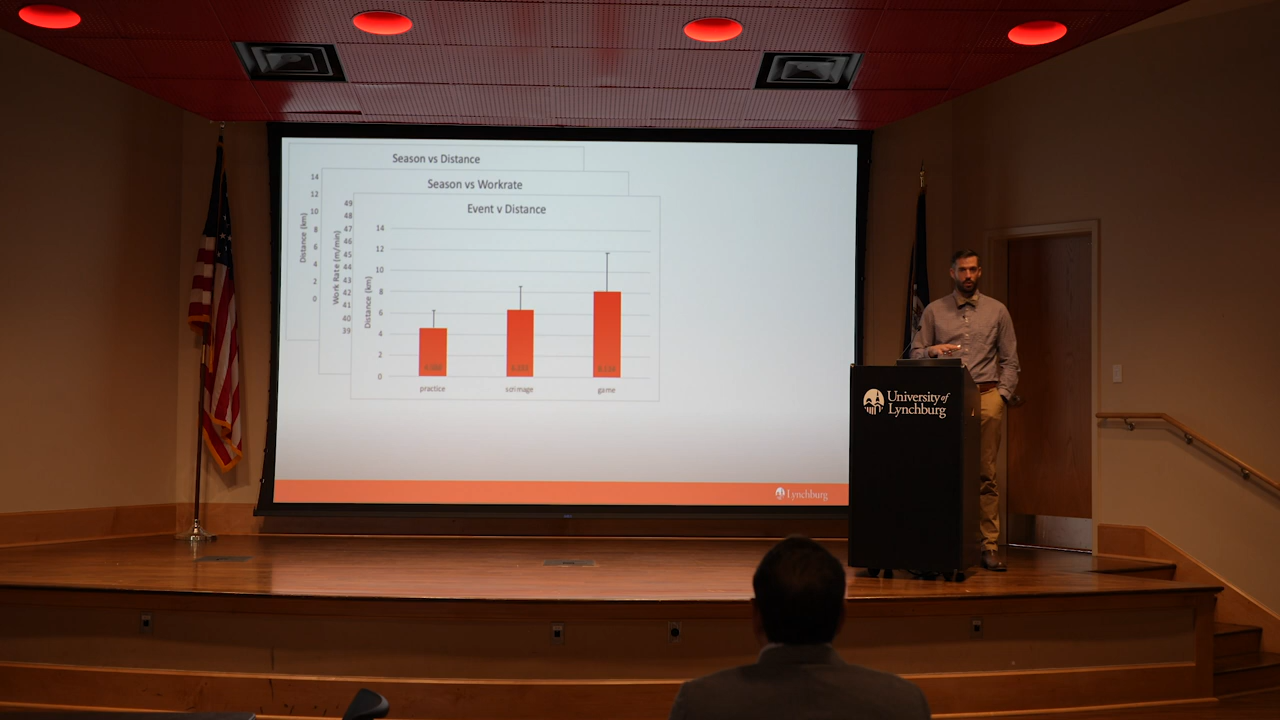 Season vs Distance
14
12
10
8
6
4
2
0
Distance (km)
Season vs Workrate
49
48
47
46
45
44
43
42
41
40
39
Work Rate (m/min)
Event v Distance
14
12
10
8
6
4
2
0
Distance (km)
practice
scrimage
game
Lynchburg
University of
Lynchburg